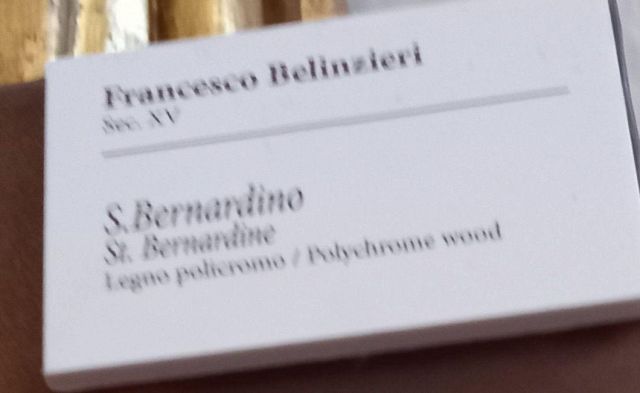 Francesco Belinzieri
Sec. XV
S.Bernardino
St. Bernardine
Legno policromo / Polychrome wood